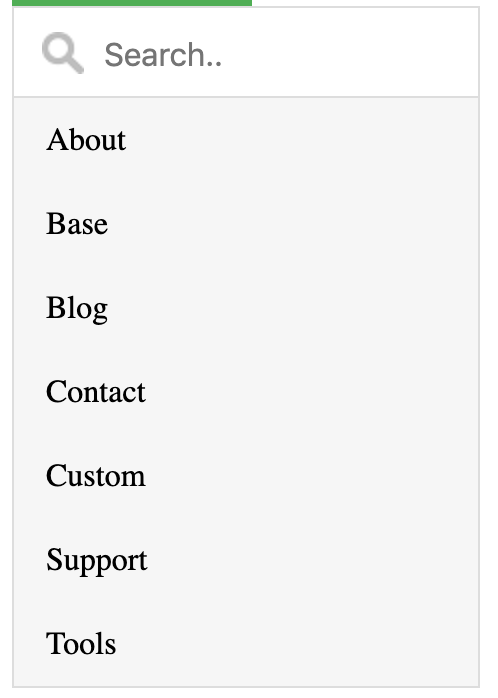 Search..
About
Base
Blog
Contact
Custom
Support
Tools